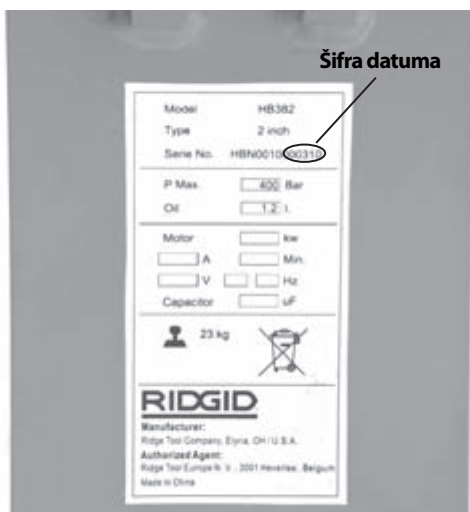 Šifra datuma
Model HB382
Type 2 inch
Serie No. HBN0010 00310
P Max. 400 Bar
Oil 1.2 l.
Motor kw
A Min.
V Hz
Capacitor uF
23 kg
RIDGID
Manufacturer:
Ridge Tool Company, Elyria, OH / U.S.A.
Authorized Agent:
Ridge Tool Europe N. V., 3001 Heverlee, Belgium
Made in China